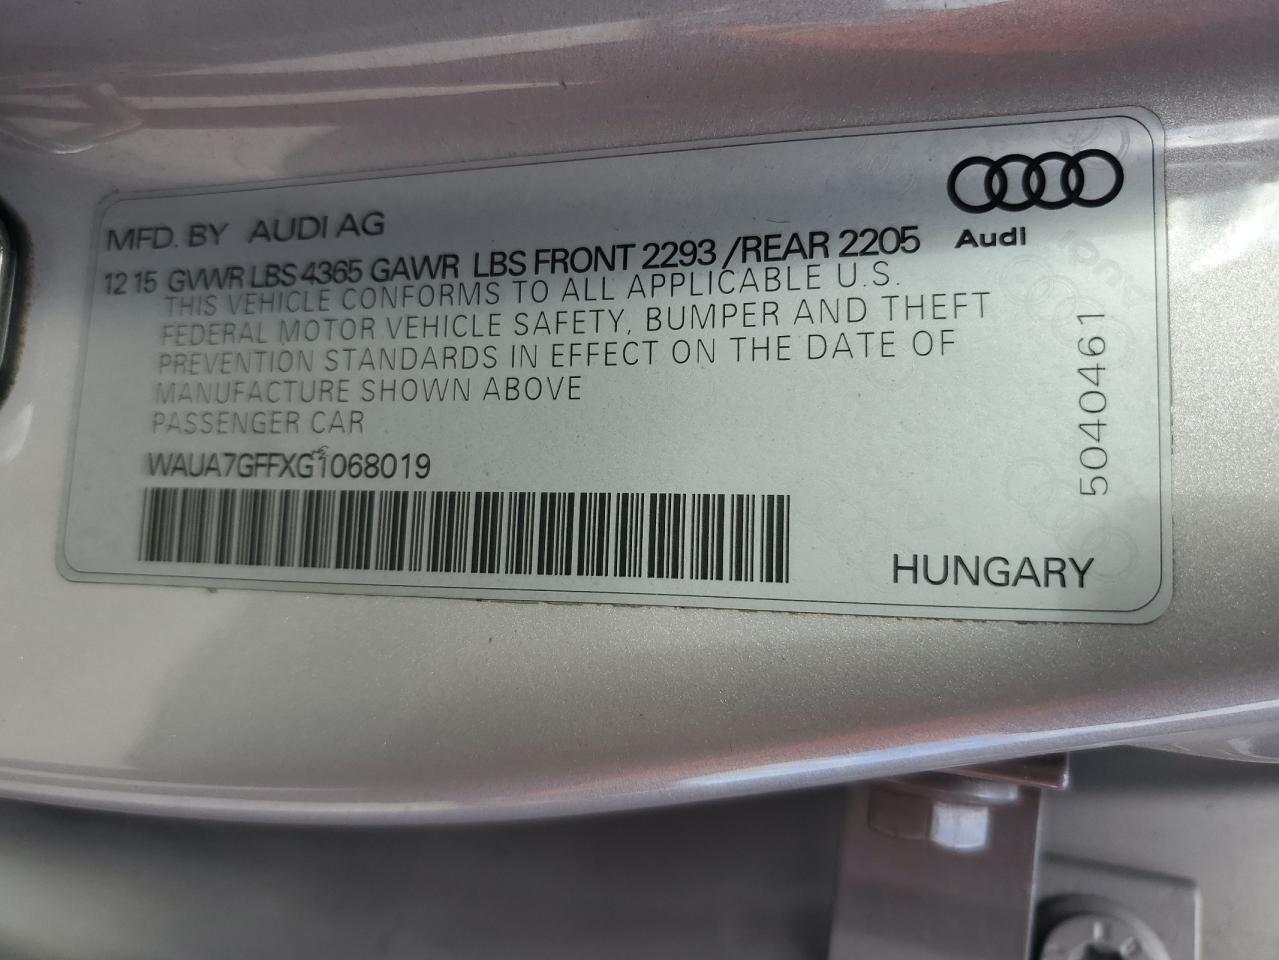 MFD. BY AUDI AG
12 15 GVWR LBS 4365 GAWR LBS FRONT 2293 /REAR 2205
THIS VEHICLE CONFORMS TO ALL APPLICABLE U.S.
FEDERAL MOTOR VEHICLE SAFETY, BUMPER AND THEFT
PREVENTION STANDARDS IN EFFECT ON THE DATE OF
MANUFACTURE SHOWN ABOVE
PASSENGER CAR
WAUA7GFFXG1068019
Audi
5040461
HUNGARY